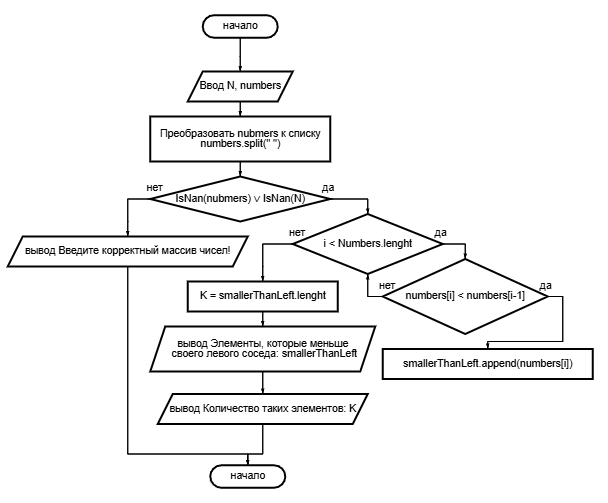 начало
Ввод N, numbers
Преобразовать nubmers к списку
numbers.split(" ")
нет
IsNan(nubmers) ∨ IsNan(N)
да
вывод Введите корректный массив чисел!
нет
i < Numbers.lenght
да
K = smallerThanLeft.lenght
нет
numbers[i] < numbers[i-1]
да
вывод Элементы, которые меньше
своего левого соседа: smallerThanLeft
smallerThanLeft.append(numbers[i])
вывод Количество таких элементов: K
начало